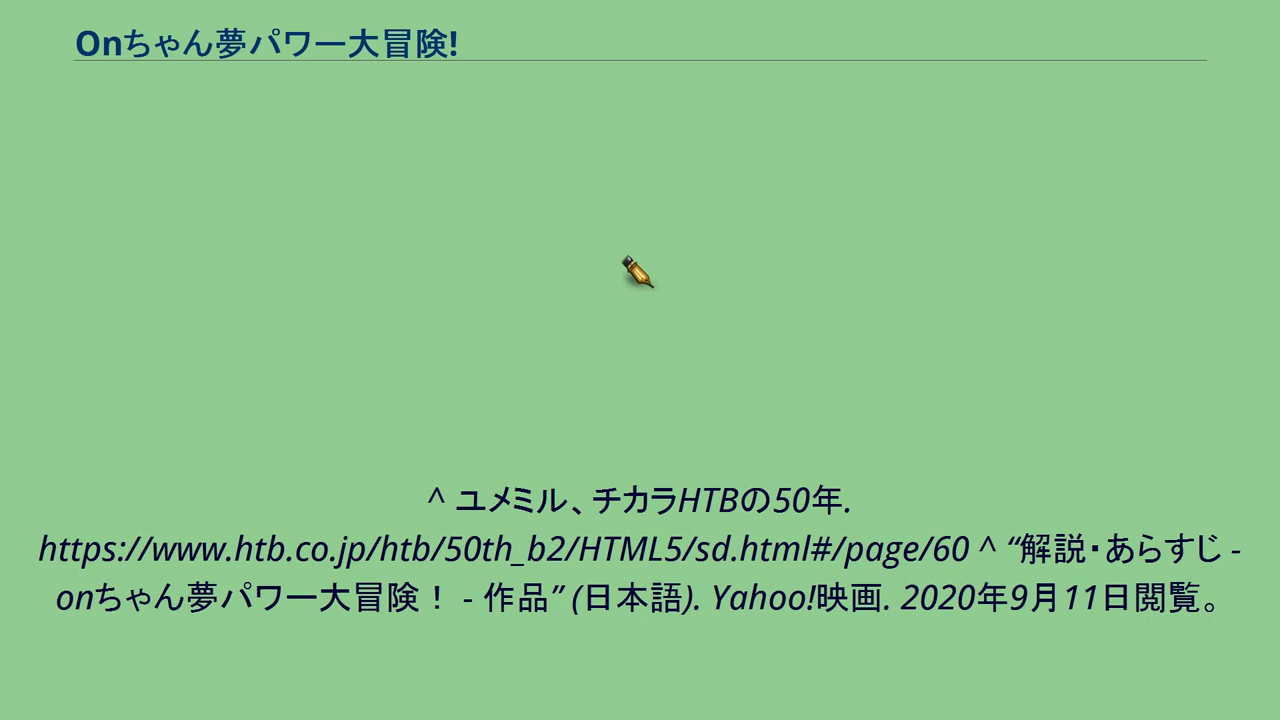 Onちゃん夢パワー大冒険!
^ ユメミル、チカラHTBの50年.
https://www.htb.co.jp/htb/50th_b2/HTML5/sd.html#/page/60 ^ “解説・あらすじ -
onちゃん夢パワー大冒険！ - 作品” (日本語). Yahoo!映画. 2020年9月11日閲覧。